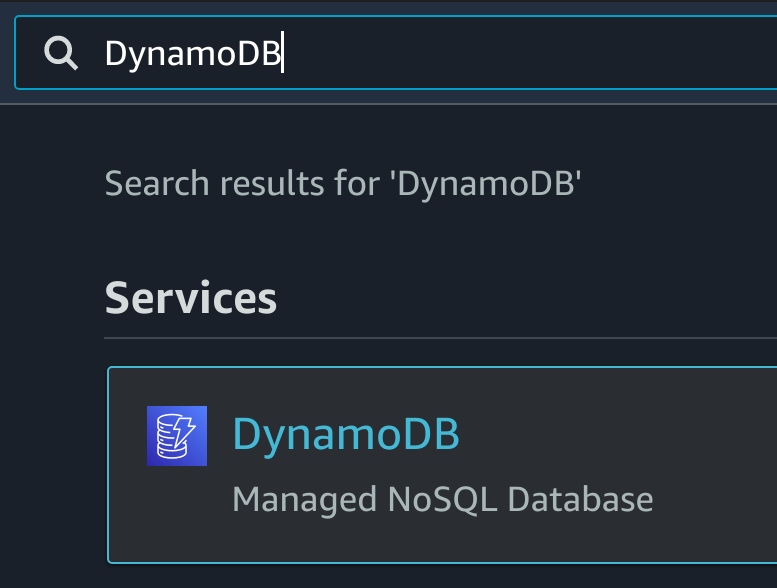 DynamoDB
Search results for 'DynamoDB'
Services
DynamoDB
Managed NoSQL Database